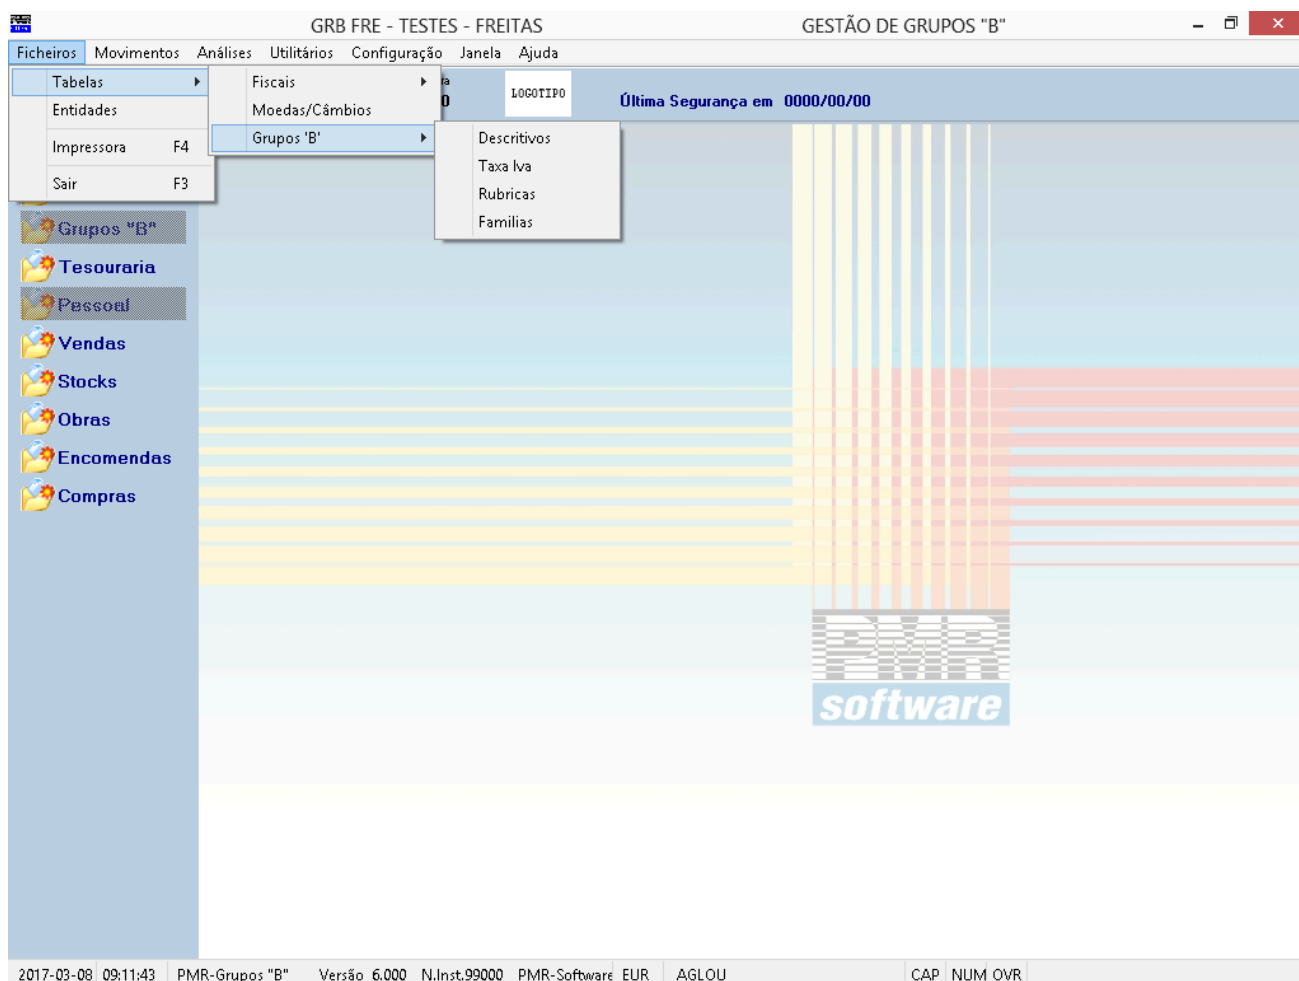 GRB FRE - TESTES - FREITAS GESTÃO DE GRUPOS "B"
Ficheiros Movimentos Análises Utilitários Configuração Janela Ajuda
Tabelas
Entidades
Impressora F4
Sair F3
Fiscais
Moedas/Câmbios
Grupos 'B'
Descritivos
Taxa Iva
Rubricas
Familias
LOGOTIPO
Última Segurança em 0000/00/00
Grupos "B"
Tesouraria
Pessoal
Vendas
Stocks
Obras
Encomendas
Compras
PMR
software
2017-03-08 09:11:43 PMR-Grupos "B" Versão 6.000 N.Inst.99000 PMR-Software EUR AGLOU CAP NUM OVR